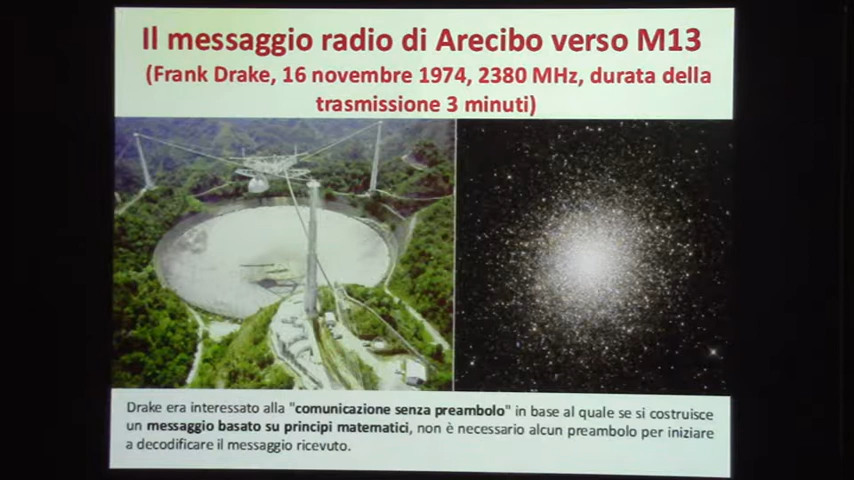 Il messaggio radio di Arecibo verso M13
(Frank Drake, 16 novembre 1974, 2380 MHz, durata della
trasmissione 3 minuti)
Drake era interessato alla "comunicazione senza preambolo" in base al quale se si costruisce
un messaggio basato su principi matematici, non è necessario alcun preambolo per iniziare
a decodificare il messaggio ricevuto.